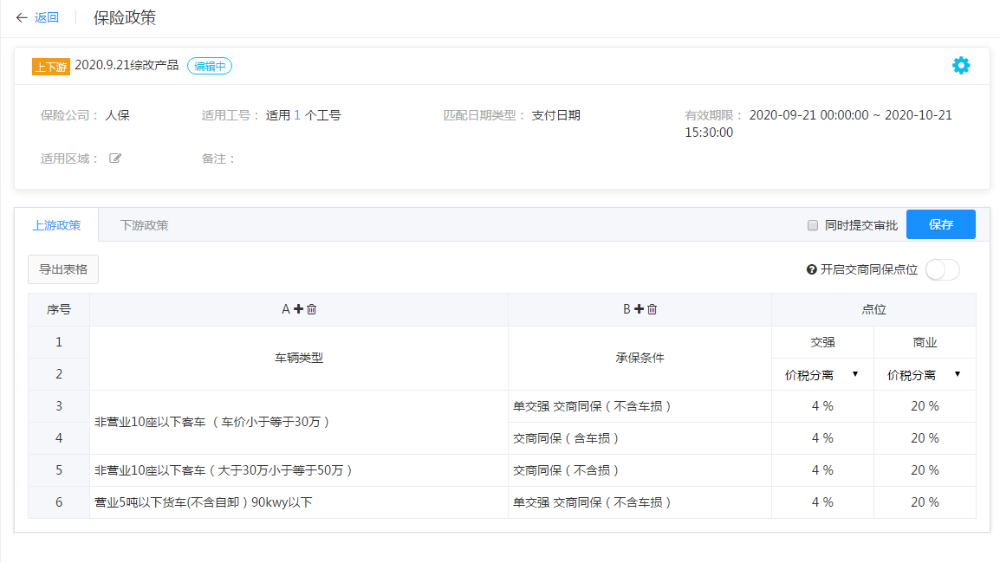 返回 保险政策
上下游 2020.9.21综改产品 编辑中
保险公司： 人保 适用工号： 适用 1 个工号 匹配日期类型： 支付日期 有效期限： 2020-09-21 00:00:00 ~ 2020-10-21
15:30:00
适用区域： 备注：
上游政策 下游政策 同时提交审批 保存
导出表格 开启交商同保点位
序号 A B 点位
1 车辆类型 承保条件 交强 商业
2 价税分离 价税分离
3 非营业10座以下客车（车价小于等于30万） 单交强 交商同保（不含车损） 4 % 20 %
4 交商同保（含车损） 4 % 20 %
5 非营业10座以下客车（大于30万小于等于50万） 交商同保（不含损） 4 % 20 %
6 营业5吨以下货车(不含自卸）90kwy以下 单交强 交商同保（不含车损） 4 % 20 %